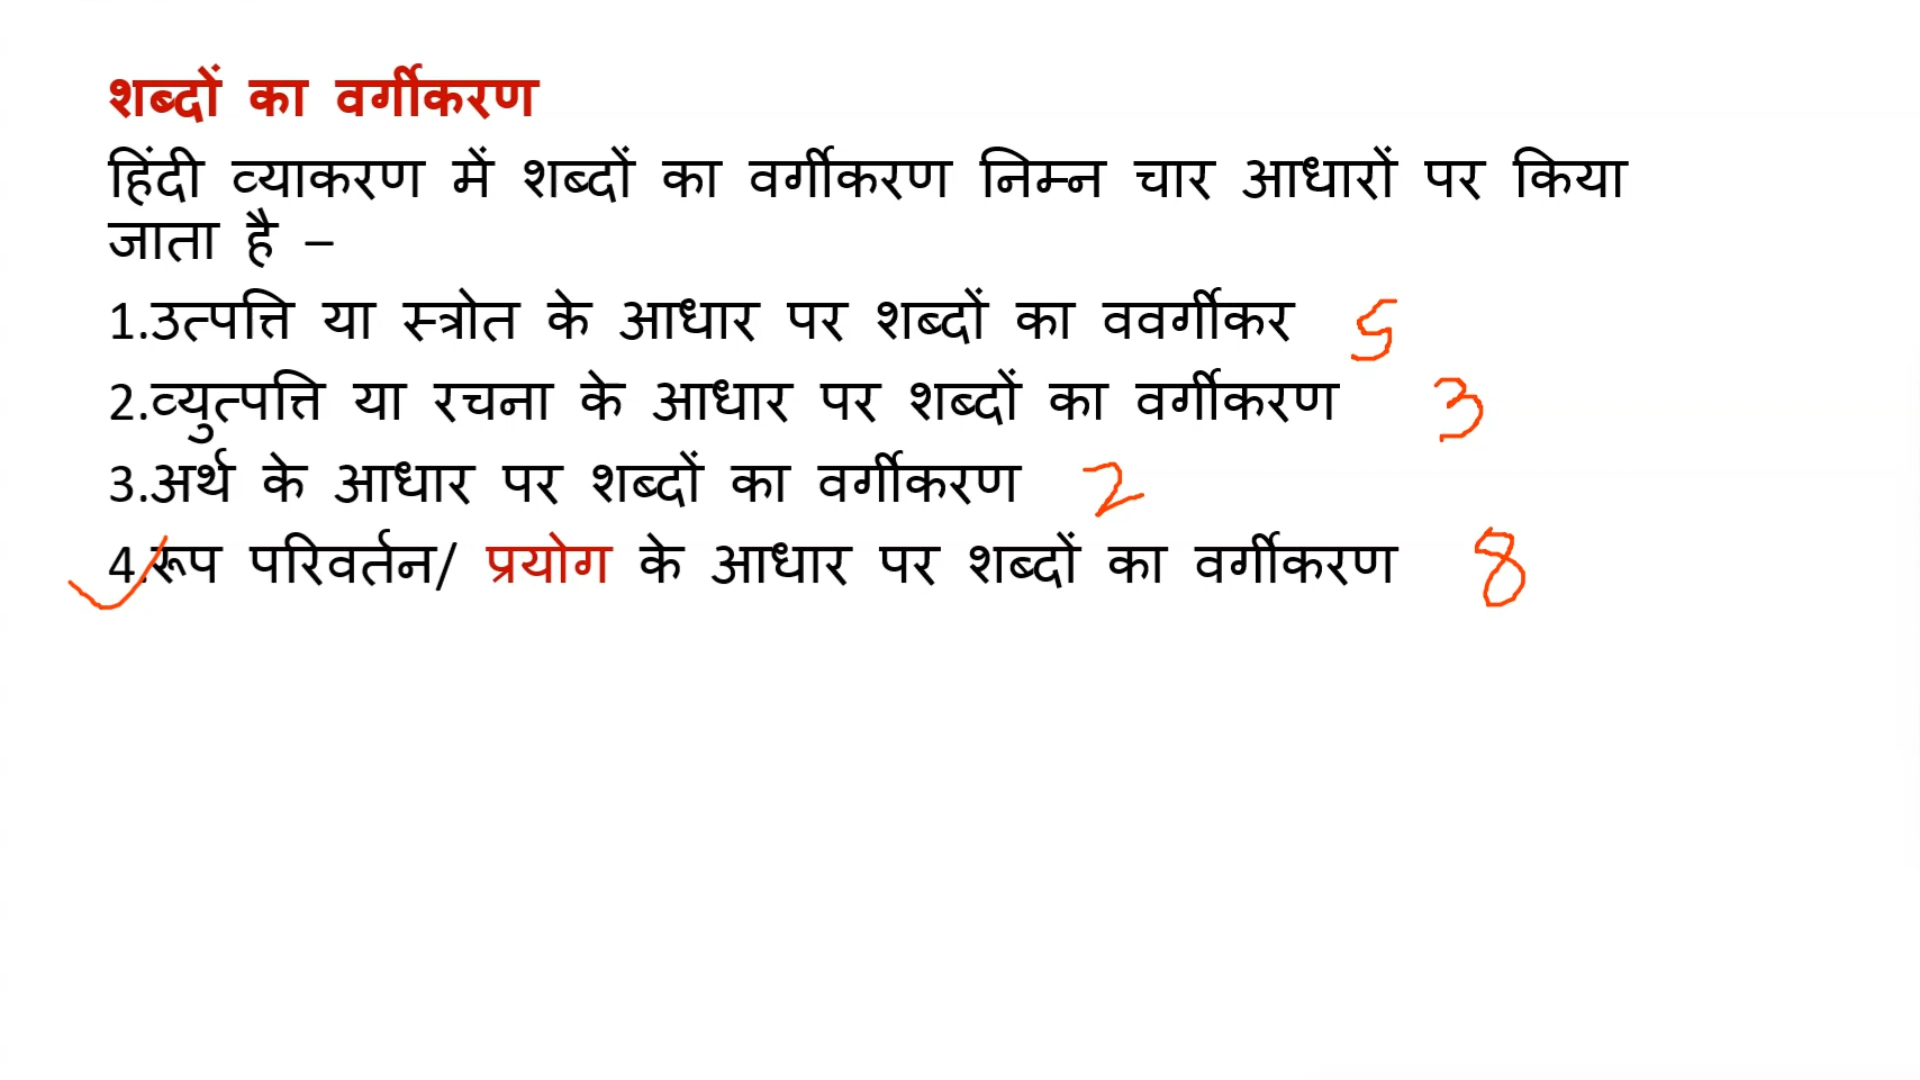 शब्दों का वर्गीकरण
हिंदी व्याकरण में शब्दों का वर्गीकरण निम्न चार आधारों पर किया
जाता है –
1.उत्पत्ति या स्त्रोत के आधार पर शब्दों का ववर्गीकर 5
2.व्युत्पत्ति या रचना के आधार पर शब्दों का वर्गीकरण 3
3.अर्थ के आधार पर शब्दों का वर्गीकरण 2
4.रूप परिवर्तन/ प्रयोग के आधार पर शब्दों का वर्गीकरण 8